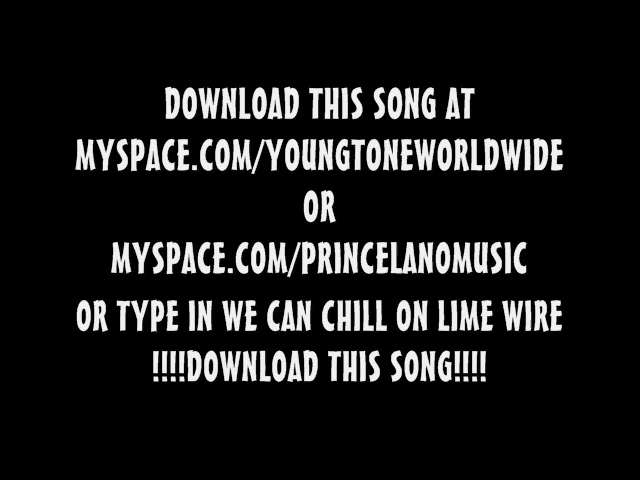 DOWNLOAD THIS SONG AT
MYSPACE.COM/YOUNGTONEWORLDWIDE
OR
MYSPACE.COM/PRINCELANOMUSIC
OR TYPE IN WE CAN CHILL ON LIME WIRE
!!!!DOWNLOAD THIS SONG!!!!